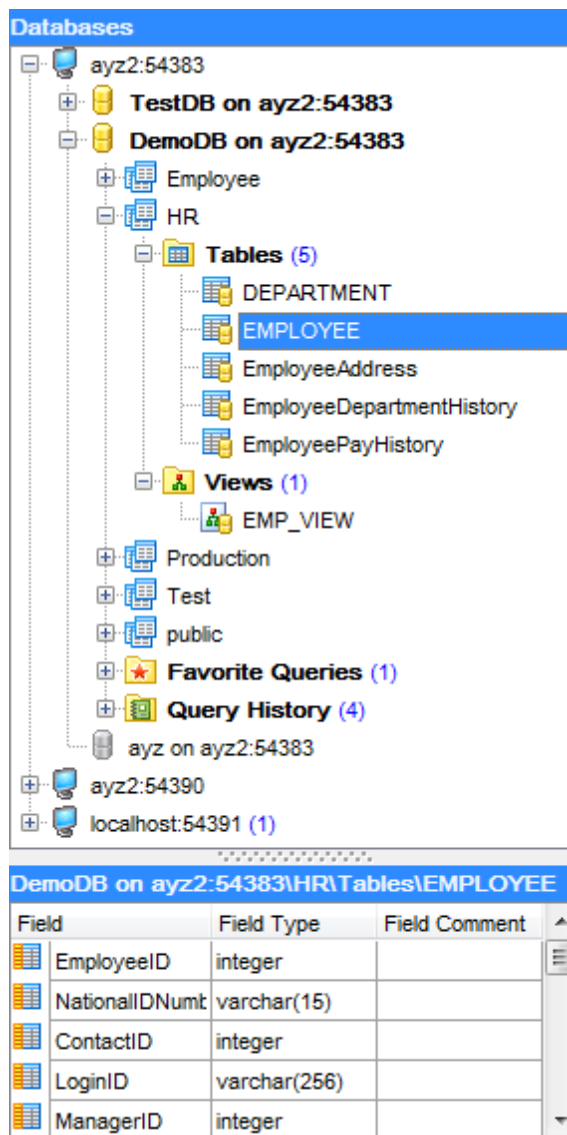 Databases
ayz2:54383
TestDB on ayz2:54383
DemoDB on ayz2:54383
Employee
HR
Tables (5)
DEPARTMENT
EMPLOYEE
EmployeeAddress
EmployeeDepartmentHistory
EmployeePayHistory
Views (1)
EMP_VIEW
Production
Test
public
Favorite Queries (1)
Query History (4)
ayz on ayz2:54383
ayz2:54390
localhost:54391 (1)
DemoDB on ayz2:54383\HR\Tables\EMPLOYEE
Field Field Type Field Comment
EmployeeID integer
NationalIDNumb varchar(15)
ContactID integer
LoginID varchar(256)
ManagerID integer